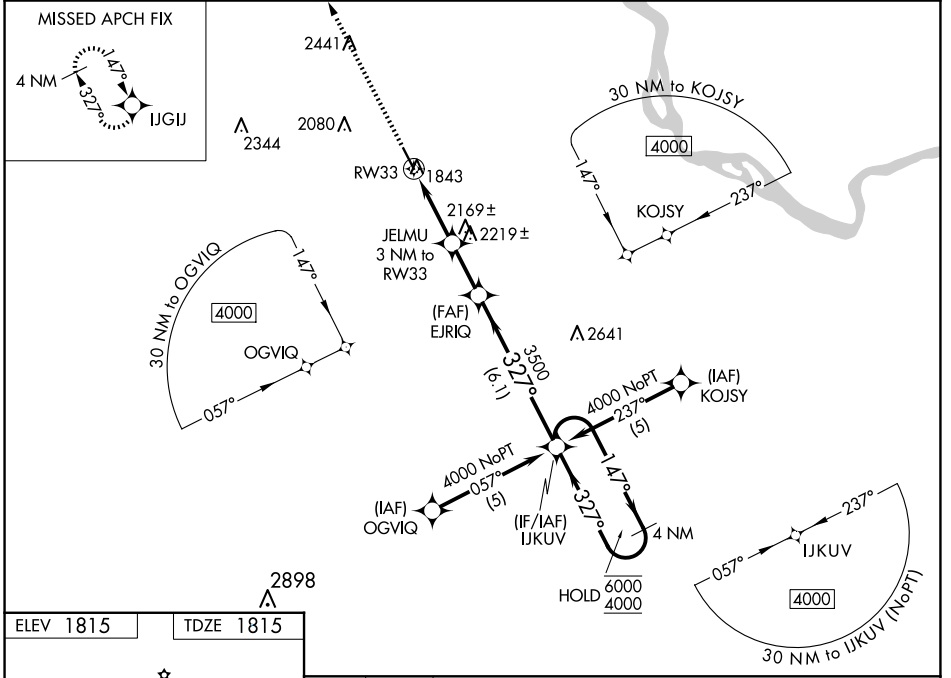 MISSED APCH FIX
4 NM
147°
327°
IJGIJ
2441
2344
2080
RW33
1843
2169±
2219±
JELMU
3 NM to
RW33
(FAF)
EJRIQ
30 NM to KOJSY
4000
147°
237°
KOJSY
30 NM to OGVIQ
4000
147°
OGVIQ
057°
2641
3500
327°
(6.1)
4000 NoPT
237°
(5)
(IAF)
KOJSY
4000 NoPT
057°
(5)
(IAF)
OGVIQ
(IF/IAF)
IJKUV
327°
147°
4 NM
HOLD
6000
4000
237°
057°
IJKUV
4000
30 NM to IJKUV (NoPT)
2898
ELEV 1815
TDZE 1815